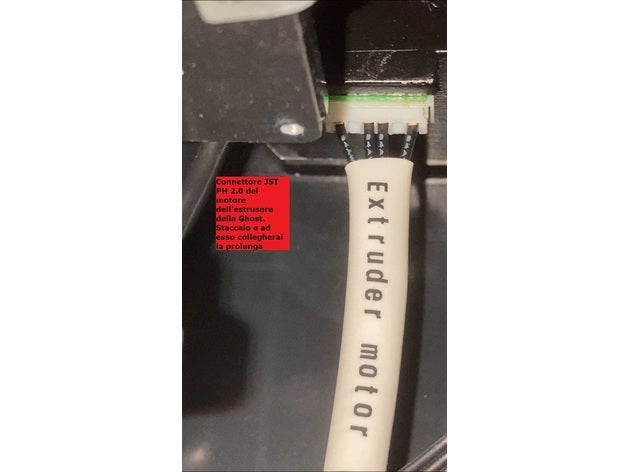 Connettore JST
PH 2.0 del
motore
dell'estrusore
della Ghost.
Staccalo e ad
esso collegherai
la prolunga
Extruder motor